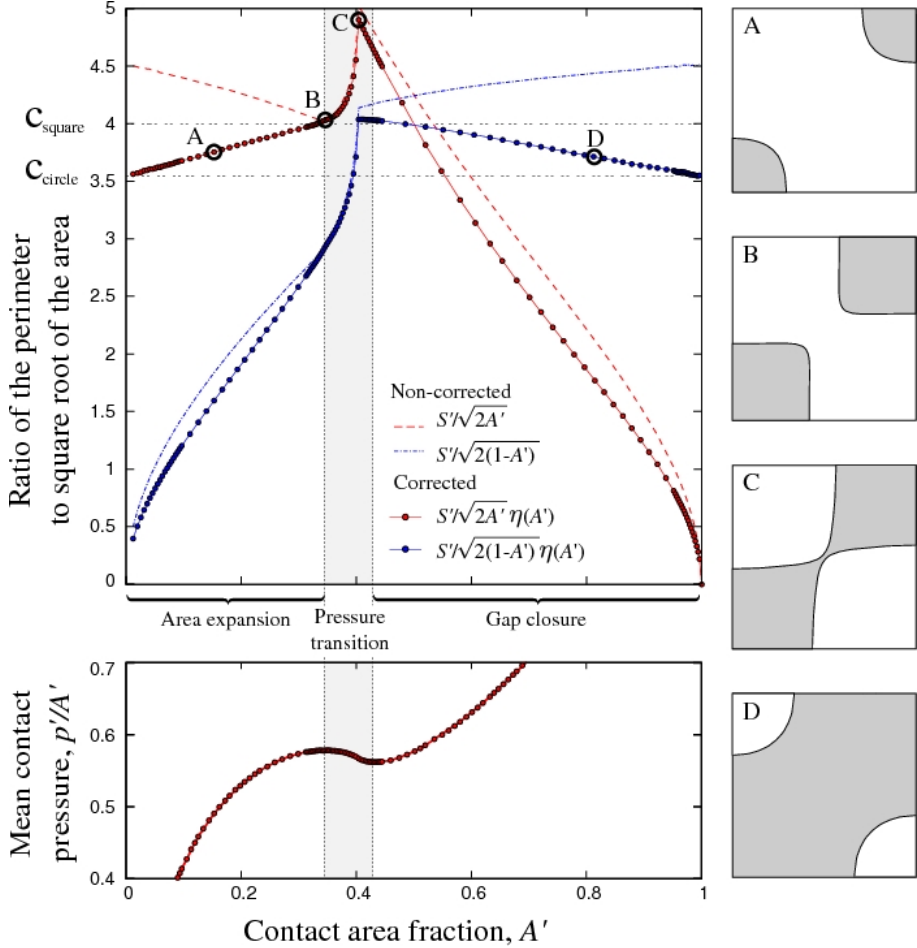 5
4.5
4
3.5
3
2.5
2
1.5
1
0.5
0
C_square
C_circle
Ratio of the perimeter
to square root of the area
A
B
C
D
Non-corrected
S'/√2A'
S'/√2(1-A')
Corrected
S'/√2A' η(A')
S'/√2(1-A') η(A')
Area expansion
Pressure
transition
Gap closure
0.7
0.6
0.5
0.4
Mean contact
pressure, p'/A'
0 0.2 0.4 0.6 0.8 1
Contact area fraction, A'
A
B
C
D